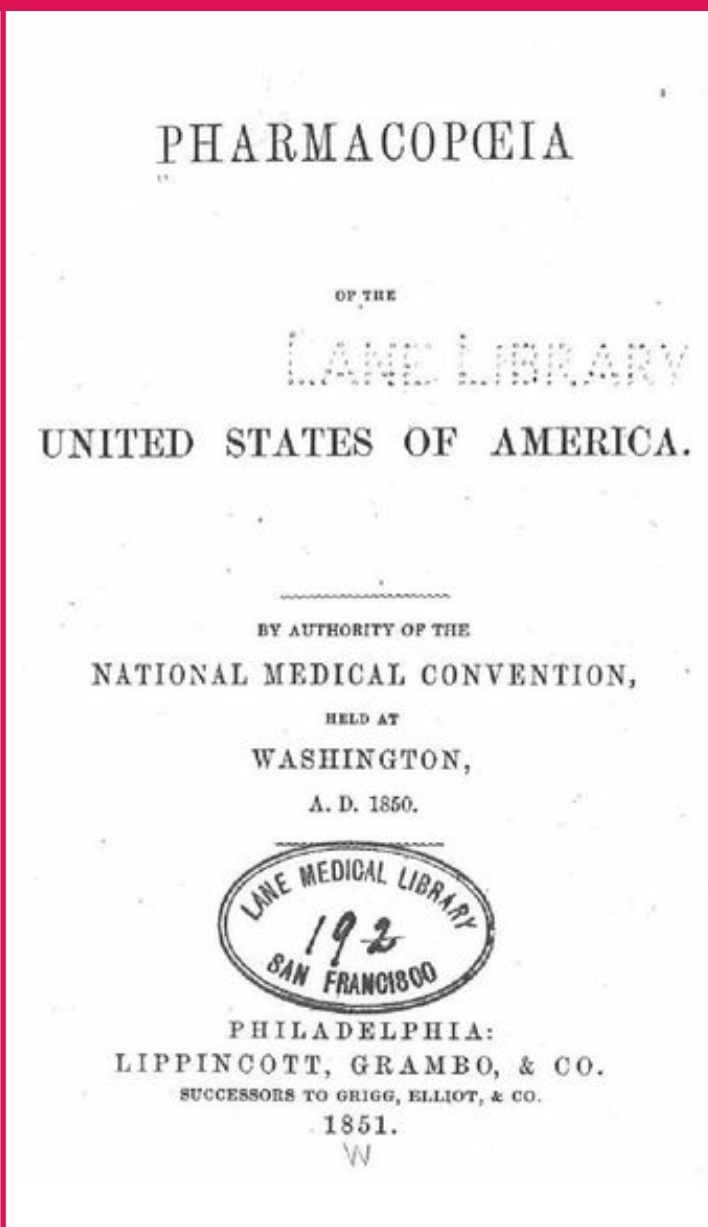 PHARMACOPŒIA
OF THE
LANE LIBRARY
UNITED STATES OF AMERICA.
BY AUTHORITY OF THE
NATIONAL MEDICAL CONVENTION,
HELD AT
WASHINGTON,
A. D. 1850.
LANE MEDICAL LIBRARY
192
SAN FRANCISCO
PHILADELPHIA:
LIPPINCOTT, GRAMBO, & CO.
SUCCESSORS TO GRIGG, ELLIOT, & CO.
1851.
W